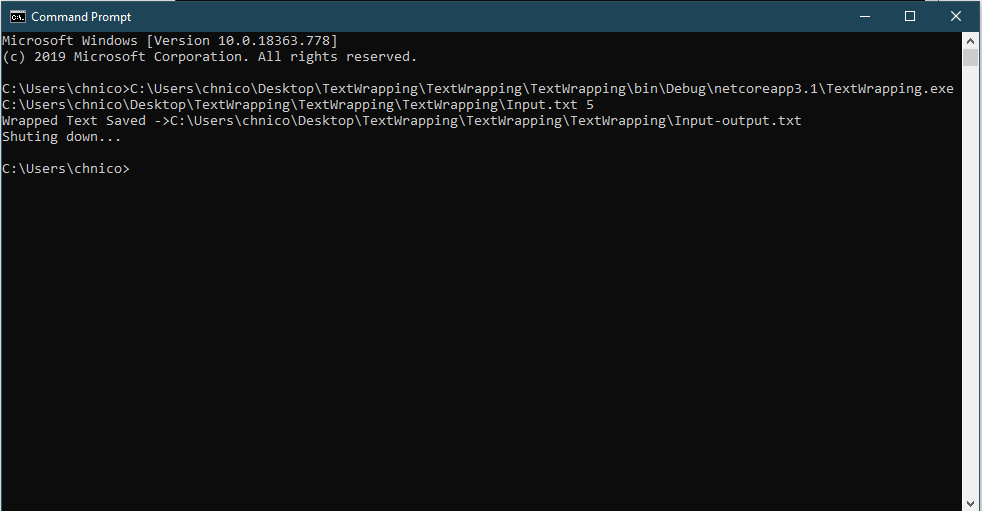 Command Prompt
Microsoft Windows [Version 10.0.18363.778]
(c) 2019 Microsoft Corporation. All rights reserved.
C:\Users\chnico>C:\Users\chnico\Desktop\TextWrapping\TextWrapping\TextWrapping\bin\Debug\netcoreapp3.1\TextWrapping.exe
C:\Users\chnico\Desktop\TextWrapping\TextWrapping\TextWrapping\Input.txt 5
Wrapped Text Saved ->C:\Users\chnico\Desktop\TextWrapping\TextWrapping\TextWrapping\Input-output.txt
Shuting down...
C:\Users\chnico>